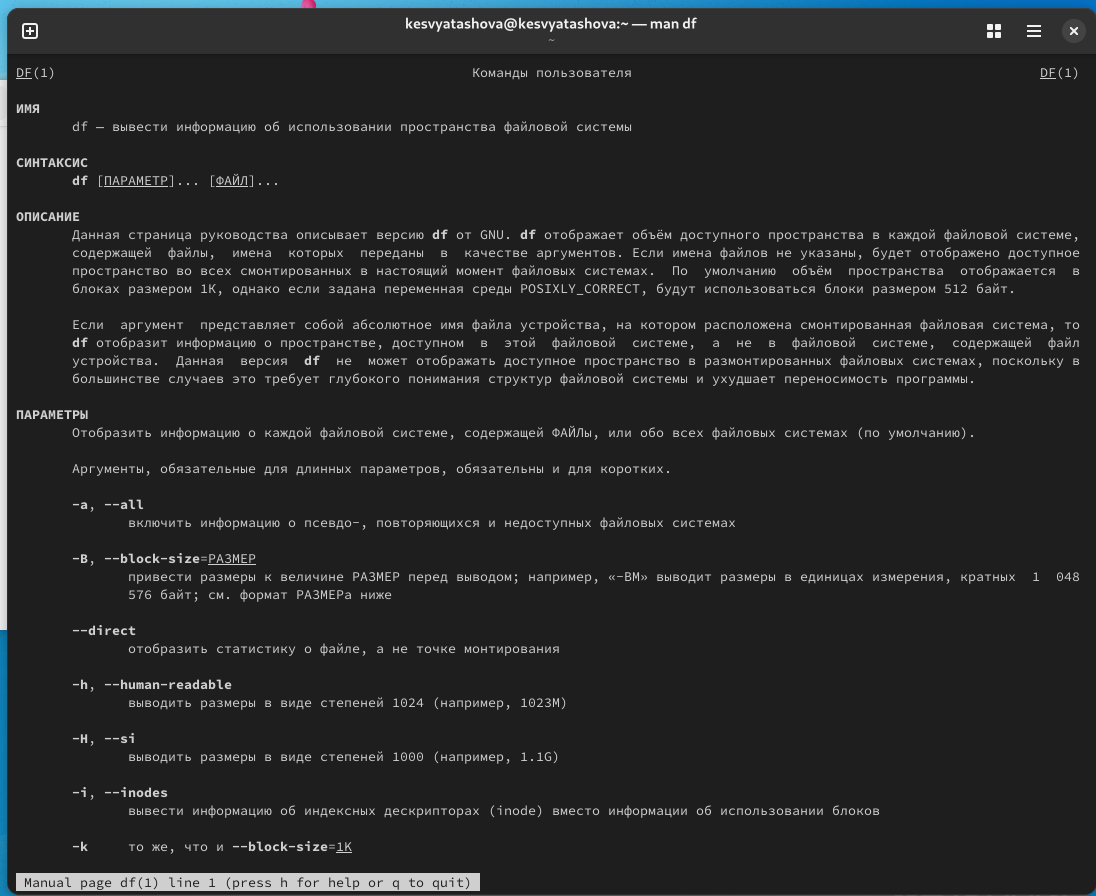 kesvyatashova@kesvyatashova:~ — man df
~
DF(1) Команды пользователя DF(1)
ИМЯ
df — вывести информацию об использовании пространства файловой системы
СИНТАКСИС
df [ПАРАМЕТР]... [ФАЙЛ]...
ОПИСАНИЕ
Данная страница руководства описывает версию df от GNU. df отображает объём доступного пространства в каждой файловой системе,
содержащей файлы, имена которых переданы в качестве аргументов. Если имена файлов не указаны, будет отображено доступное
пространство во всех смонтированных в настоящий момент файловых системах. По умолчанию объём пространства отображается в
блоках размером 1K, однако если задана переменная среды POSIXLY_CORRECT, будут использоваться блоки размером 512 байт.
Если аргумент представляет собой абсолютное имя файла устройства, на котором расположена смонтированная файловая система, то
df отобразит информацию о пространстве, доступном в этой файловой системе, а не в файловой системе, содержащей файл
устройства. Данная версия df не может отображать доступное пространство в размонтированных файловых системах, поскольку в
большинстве случаев это требует глубокого понимания структур файловой системы и ухудшает переносимость программы.
ПАРАМЕТРЫ
Отобразить информацию о каждой файловой системе, содержащей ФАЙЛы, или обо всех файловых системах (по умолчанию).
Аргументы, обязательные для длинных параметров, обязательны и для коротких.
-a, --all
включить информацию о псевдо-, повторяющихся и недоступных файловых системах
-B, --block-size=РАЗМЕР
привести размеры к величине РАЗМЕР перед выводом; например, «-BM» выводит размеры в единицах измерения, кратных 1 048
576 байт; см. формат РАЗМЕРа ниже
--direct
отобразить статистику о файле, а не точке монтирования
-h, --human-readable
выводить размеры в виде степеней 1024 (например, 1023M)
-H, --si
выводить размеры в виде степеней 1000 (например, 1.1G)
-i, --inodes
вывести информацию об индексных дескрипторах (inode) вместо информации об использовании блоков
-k то же, что и --block-size=1K
Manual page df(1) line 1 (press h for help or q to quit)